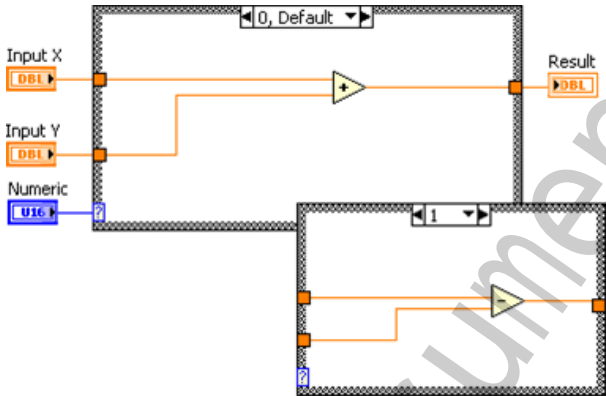 0, Default
Input X
DBL
+
Result
DBL
Input Y
DBL
Numeric
U16
?
1
-
?